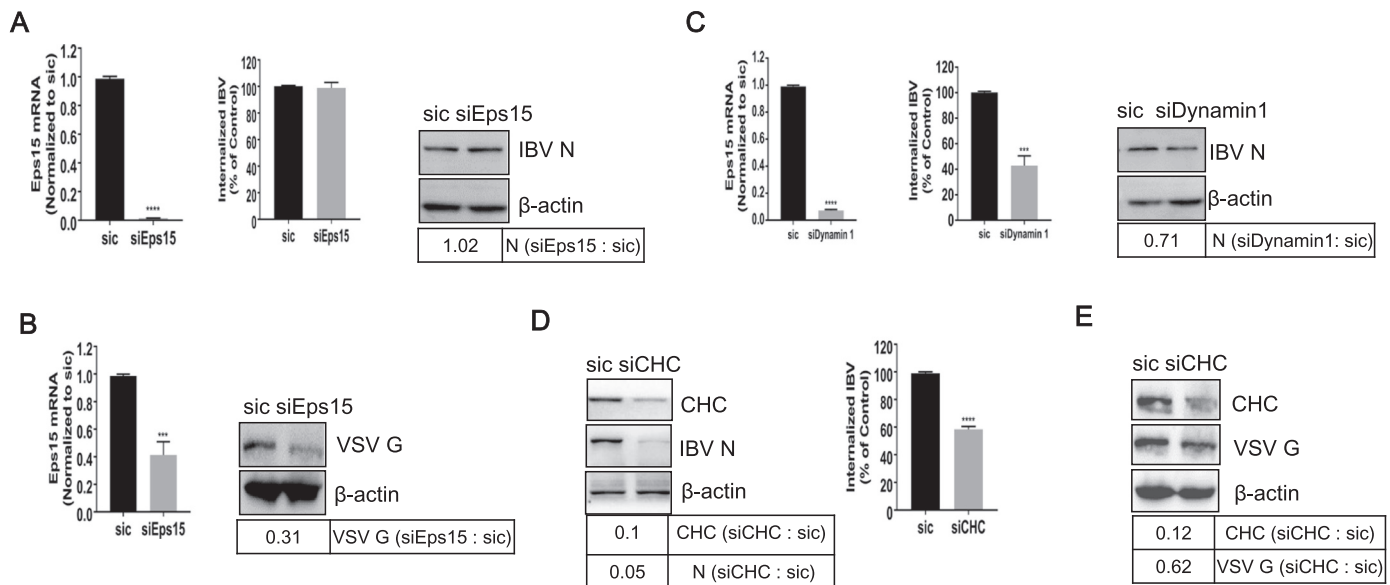 A
Eps15 mRNA
(Normalized to sic)
1.2
1.0
0.8
0.6
0.4
0.2
0.0
****
sic siEps15
Internalized IBV
(% of Control)
120
100
80
60
40
20
0
sic siEps15
sic siEps15
IBV N
β-actin
1.02 N (siEps15 : sic)
C
Eps15 mRNA
(Normalized to sic)
1.2
1.0
0.8
0.6
0.4
0.2
0.0
****
sic siDynamin 1
Internalized IBV
(% of Control)
120
100
80
60
40
20
0
***
sic siDynamin 1
sic siDynamin1
IBV N
β-actin
0.71 N (siDynamin1: sic)
B
Eps15 mRNA
(Normalized to sic)
1.2
1.0
0.8
0.6
0.4
0.2
0.0
***
sic siEps15
sic siEps15
VSV G
β-actin
0.31 VSV G (siEps15 : sic)
D
sic siCHC
CHC
IBV N
β-actin
0.1 CHC (siCHC : sic)
0.05 N (siCHC : sic)
Internalized IBV
(% of Control)
120
100
80
60
40
20
0
****
sic siCHC
E
sic siCHC
CHC
VSV G
β-actin
0.12 CHC (siCHC : sic)
0.62 VSV G (siCHC : sic)